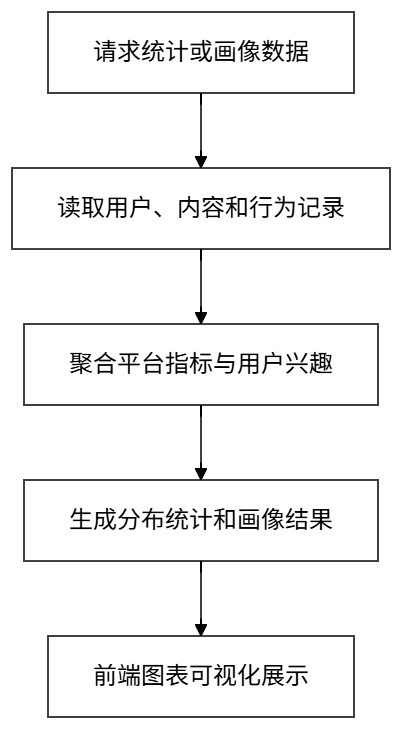 请求统计或画像数据
读取用户、内容和行为记录
聚合平台指标与用户兴趣
生成分布统计和画像结果
前端图表可视化展示